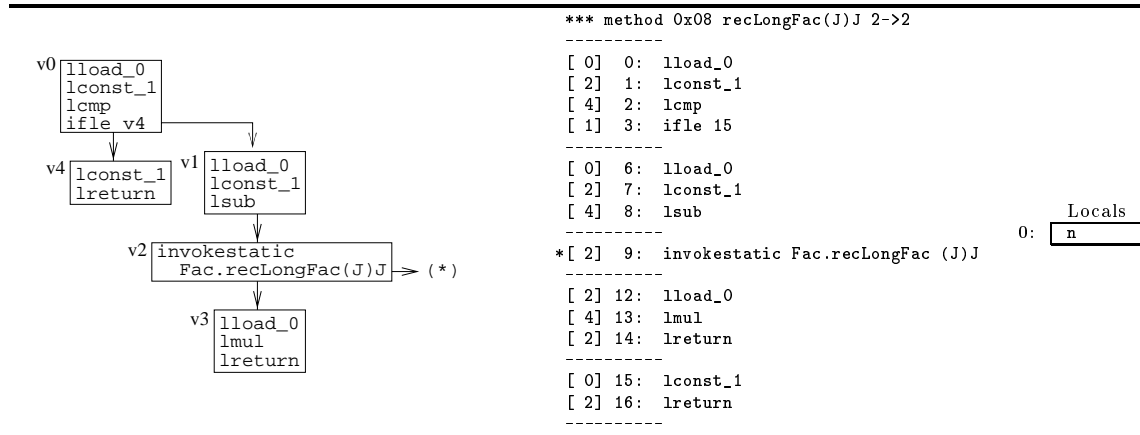 v0
lload_0
lconst_1
lcmp
ifle v4
v4
lconst_1
lreturn
v1
lload_0
lconst_1
lsub
v2
invokestatic
Fac.recLongFac(J)J
(*)
v3
lload_0
lmul
lreturn
*** method 0x08 recLongFac(J)J 2->2
----------
[ 0] 0: lload_0
[ 2] 1: lconst_1
[ 4] 2: lcmp
[ 1] 3: ifle 15
----------
[ 0] 6: lload_0
[ 2] 7: lconst_1
[ 4] 8: lsub
----------
*[ 2] 9: invokestatic Fac.recLongFac (J)J
----------
[ 2] 12: lload_0
[ 4] 13: lmul
[ 2] 14: lreturn
----------
[ 0] 15: lconst_1
[ 2] 16: lreturn
----------
Locals
0: n